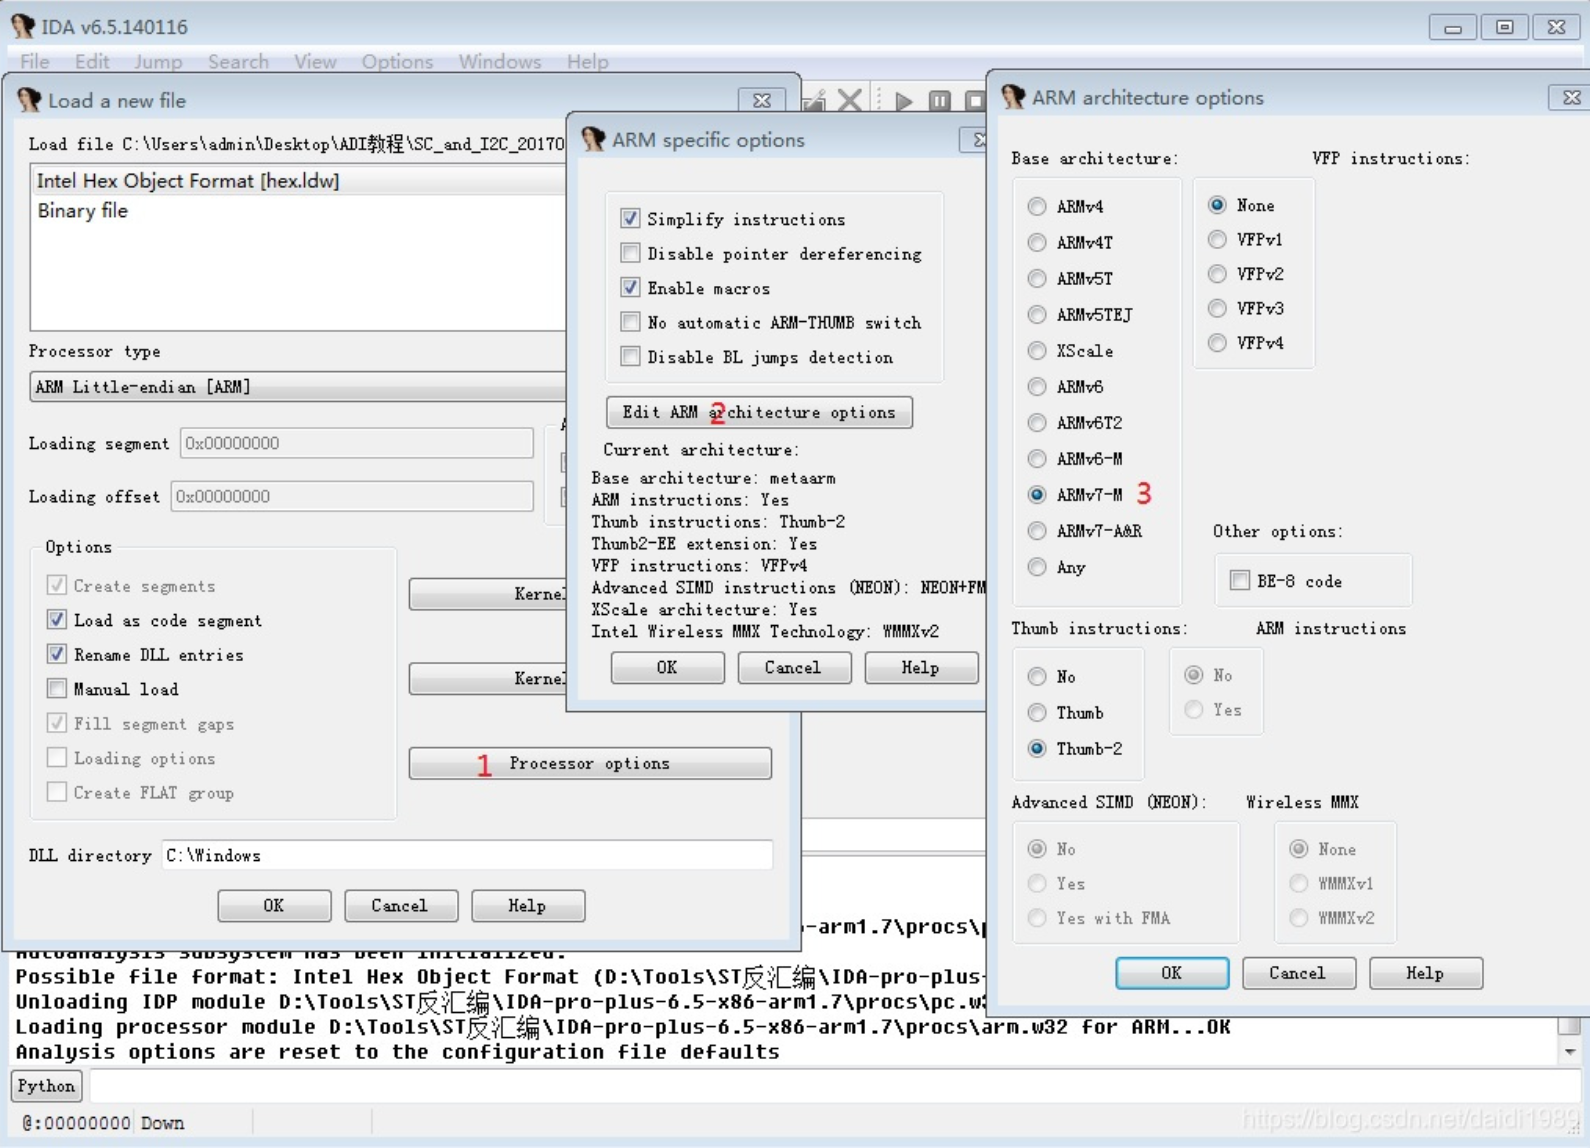 IDA v6.5.140116
File Edit Jump Search View Options Windows Help
Load a new file
Load file C:\Users\admin\Desktop\ADI教程\SC_and_I2C_20170
Intel Hex Object Format [hex.ldw]
Binary file
Processor type
ARM Little-endian [ARM]
Loading segment 0x00000000
Loading offset 0x00000000
Options
Create segments
Load as code segment
Rename DLL entries
Manual load
Fill segment gaps
Loading options
Create FLAT group
Kernel
Kernel
1 Processor options
DLL directory C:\Windows
OK Cancel Help
ARM specific options
Simplify instructions
Disable pointer dereferencing
Enable macros
No automatic ARM-THUMB switch
Disable BL jumps detection
Edit ARM architecture options
2
Current architecture:
Base architecture: metaarm
ARM instructions: Yes
Thumb instructions: Thumb-2
Thumb2-EE extension: Yes
VFP instructions: VFPv4
Advanced SIMD instructions (NEON): NEON+FM
XScale architecture: Yes
Intel Wireless MMX Technology: WMMXv2
OK Cancel Help
ARM architecture options
Base architecture:
ARMv4
ARMv4T
ARMv5T
ARMv5TEJ
XScale
ARMv6
ARMv6T2
ARMv6-M
ARMv7-M 3
ARMv7-A&R
Any
VFP instructions:
None
VFPv1
VFPv2
VFPv3
VFPv4
Other options:
BE-8 code
Thumb instructions:
No
Thumb
Thumb-2
ARM instructions
No
Yes
Advanced SIMD (NEON):
No
Yes
Yes with FMA
Wireless MMX
None
WMMXv1
WMMXv2
OK Cancel Help
-arm1.7\procs\
Autoanalysis subsystem has been initialized.
Possible file format: Intel Hex Object Format (D:\Tools\ST反汇编\IDA-pro-plus-
Unloading IDP module D:\Tools\ST反汇编\IDA-pro-plus-6.5-x86-arm1.7\procs\pc.w
Loading processor module D:\Tools\ST反汇编\IDA-pro-plus-6.5-x86-arm1.7\procs\arm.w32 for ARM...OK
Analysis options are reset to the configuration file defaults
Python
@:00000000 Down
https://blog.csdn.net/daidi1989